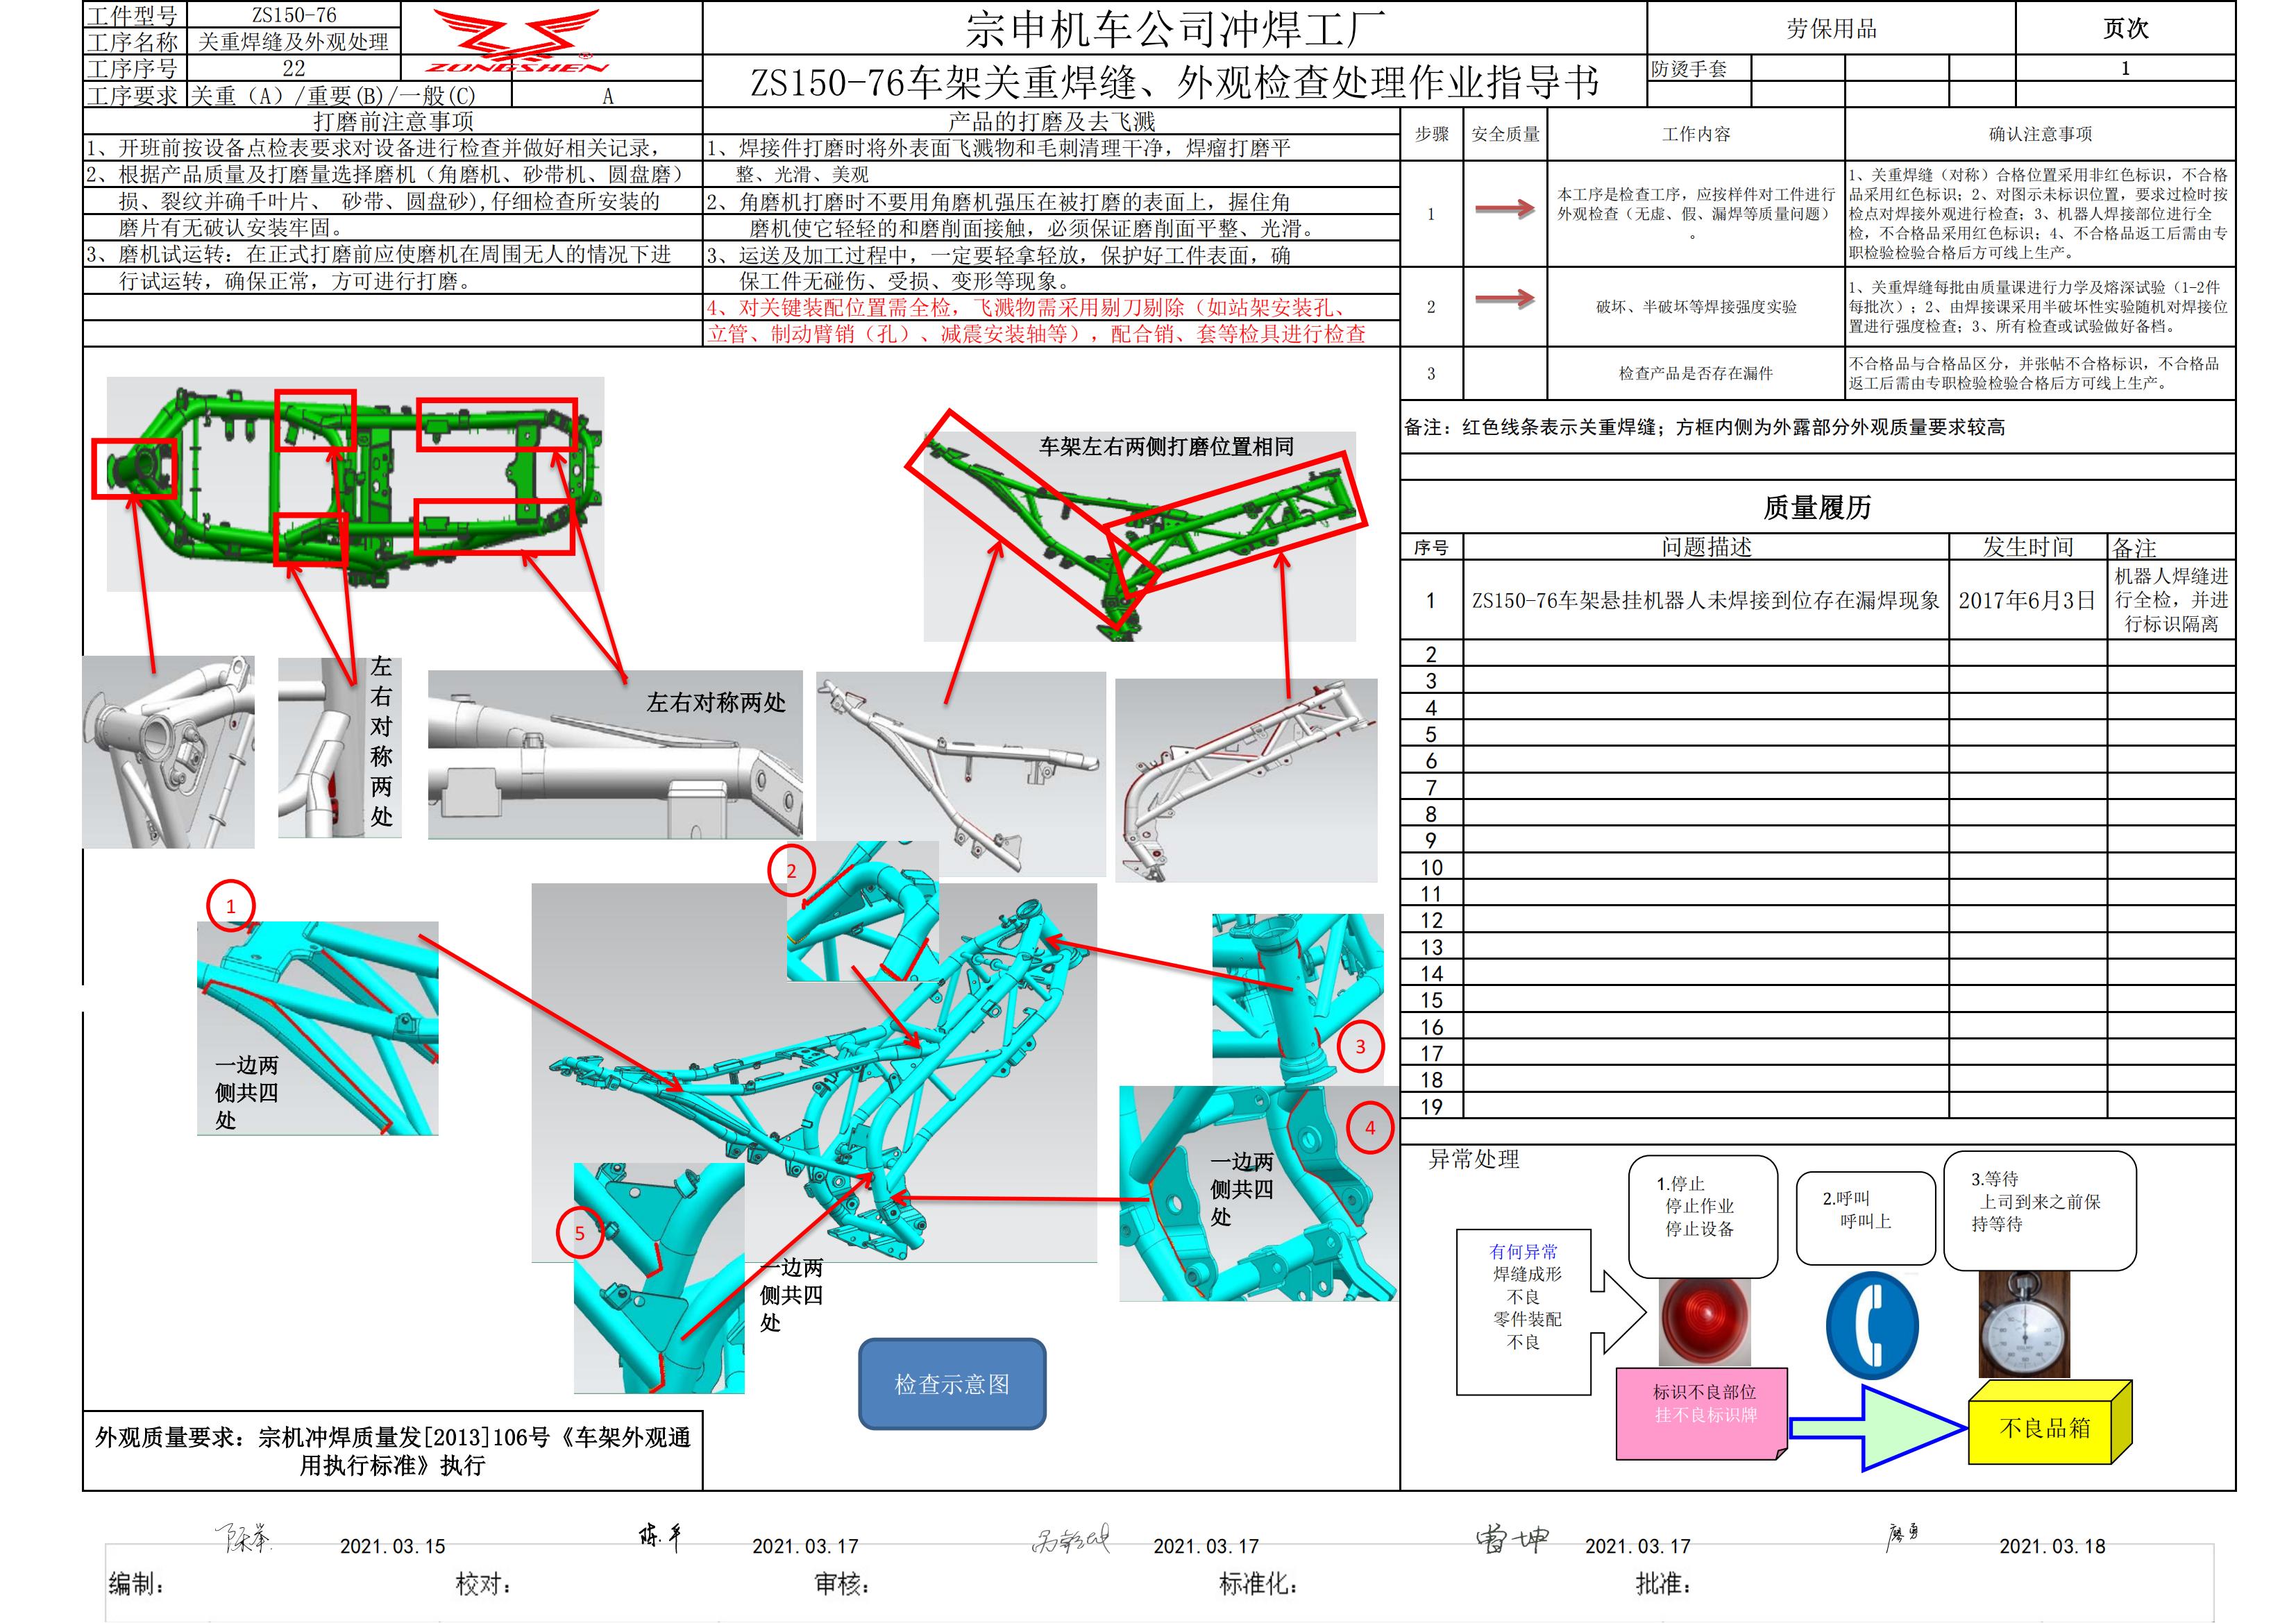 工件型号 ZS150-76
工序名称 关重焊缝及外观处理
工序序号 22
工序要求 关重（A）/重要(B)/一般(C) A
ZONGSHEN ®
宗申机车公司冲焊工厂
ZS150-76车架关重焊缝、外观检查处理作业指导书
劳保用品 页次
防烫手套 1
打磨前注意事项
1、开班前按设备点检表要求对设备进行检查并做好相关记录，
2、根据产品质量及打磨量选择磨机（角磨机、砂带机、圆盘磨）
损、裂纹并确千叶片、 砂带、圆盘砂),仔细检查所安装的
磨片有无破认安装牢固。
3、磨机试运转：在正式打磨前应使磨机在周围无人的情况下进
行试运转，确保正常，方可进行打磨。
产品的打磨及去飞溅
1、焊接件打磨时将外表面飞溅物和毛刺清理干净，焊瘤打磨平
整、光滑、美观
2、角磨机打磨时不要用角磨机强压在被打磨的表面上，握住角
磨机使它轻轻的和磨削面接触，必须保证磨削面平整、光滑。
3、运送及加工过程中，一定要轻拿轻放，保护好工件表面，确
保工件无碰伤、受损、变形等现象。
4、对关键装配位置需全检，飞溅物需采用剔刀剔除（如站架安装孔、
立管、制动臂销（孔）、减震安装轴等），配合销、套等检具进行检查
步骤 安全质量 工作内容 确认注意事项
1
本工序是检查工序，应按样件对工件进行
外观检查（无虚、假、漏焊等质量问题）
。
1、关重焊缝（对称）合格位置采用非红色标识，不合格
品采用红色标识；2、对图示未标识位置，要求过检时按
检点对焊接外观进行检查；3、机器人焊接部位进行全
检，不合格品采用红色标识；4、不合格品返工后需由专
职检验检验合格后方可线上生产。
2
破坏、半破坏等焊接强度实验
1、关重焊缝每批由质量课进行力学及熔深试验（1-2件
每批次）；2、由焊接课采用半破坏性实验随机对焊接位
置进行强度检查；3、所有检查或试验做好备档。
3
检查产品是否存在漏件
不合格品与合格品区分，并张帖不合格标识，不合格品
返工后需由专职检验检验合格后方可线上生产。
备注：红色线条表示关重焊缝；方框内侧为外露部分外观质量要求较高
质量履历
序号 问题描述 发生时间 备注
1 ZS150-76车架悬挂机器人未焊接到位存在漏焊现象 2017年6月3日
机器人焊缝进
行全检，并进
行标识隔离
2
3
4
5
6
7
8
9
10
11
12
13
14
15
16
17
18
19
车架左右两侧打磨位置相同
左
右
对
称
两
处
左右对称两处
1
一边两
侧共四
处
2
3
4
一边两
侧共四
处
5
一边两
侧共四
处
检查示意图
外观质量要求：宗机冲焊质量发[2013]106号《车架外观通
用执行标准》执行
异常处理
有何异常
焊缝成形
不良
零件装配
不良
1.停止
停止作业
停止设备
2.呼叫
呼叫上
3.等待
上司到来之前保
持等待
标识不良部位
挂不良标识牌
不良品箱
2021.03.15
陈军 2021.03.17
2021.03.17
雷坤 2021.03.17
廖勇 2021.03.18
编制： 校对： 审核： 标准化： 批准：